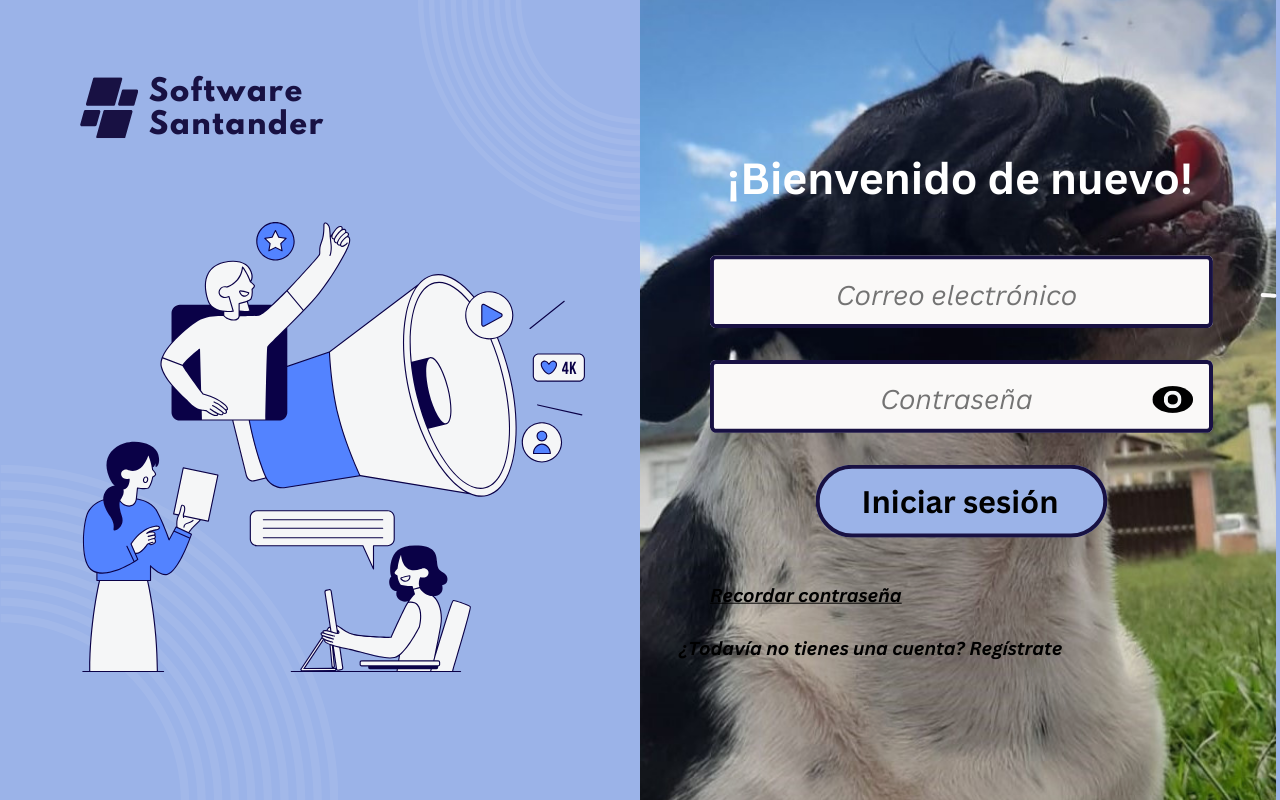 Software
Santander
4K
¡Bienvenido de nuevo!
Correo electrónico
Contraseña
Iniciar sesión
Recordar contraseña
¿Todavía no tienes una cuenta? Regístrate